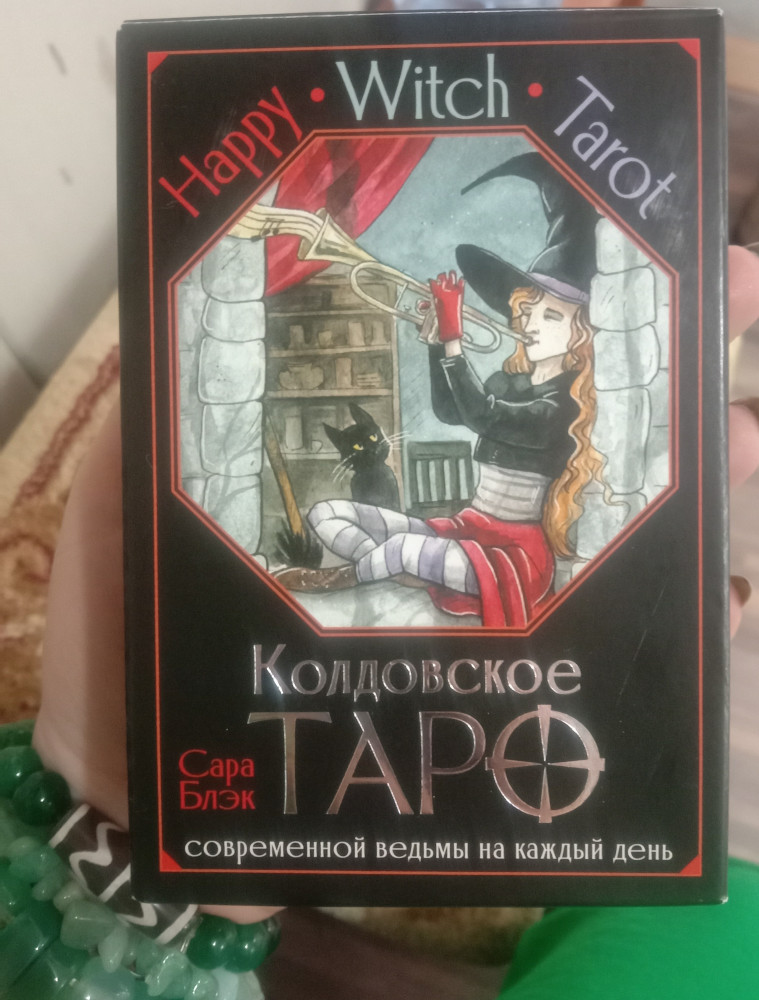 Happy • Witch • Tarot
Колдовское
ТАРО
Сара
Блэк
современной ведьмы на каждый день